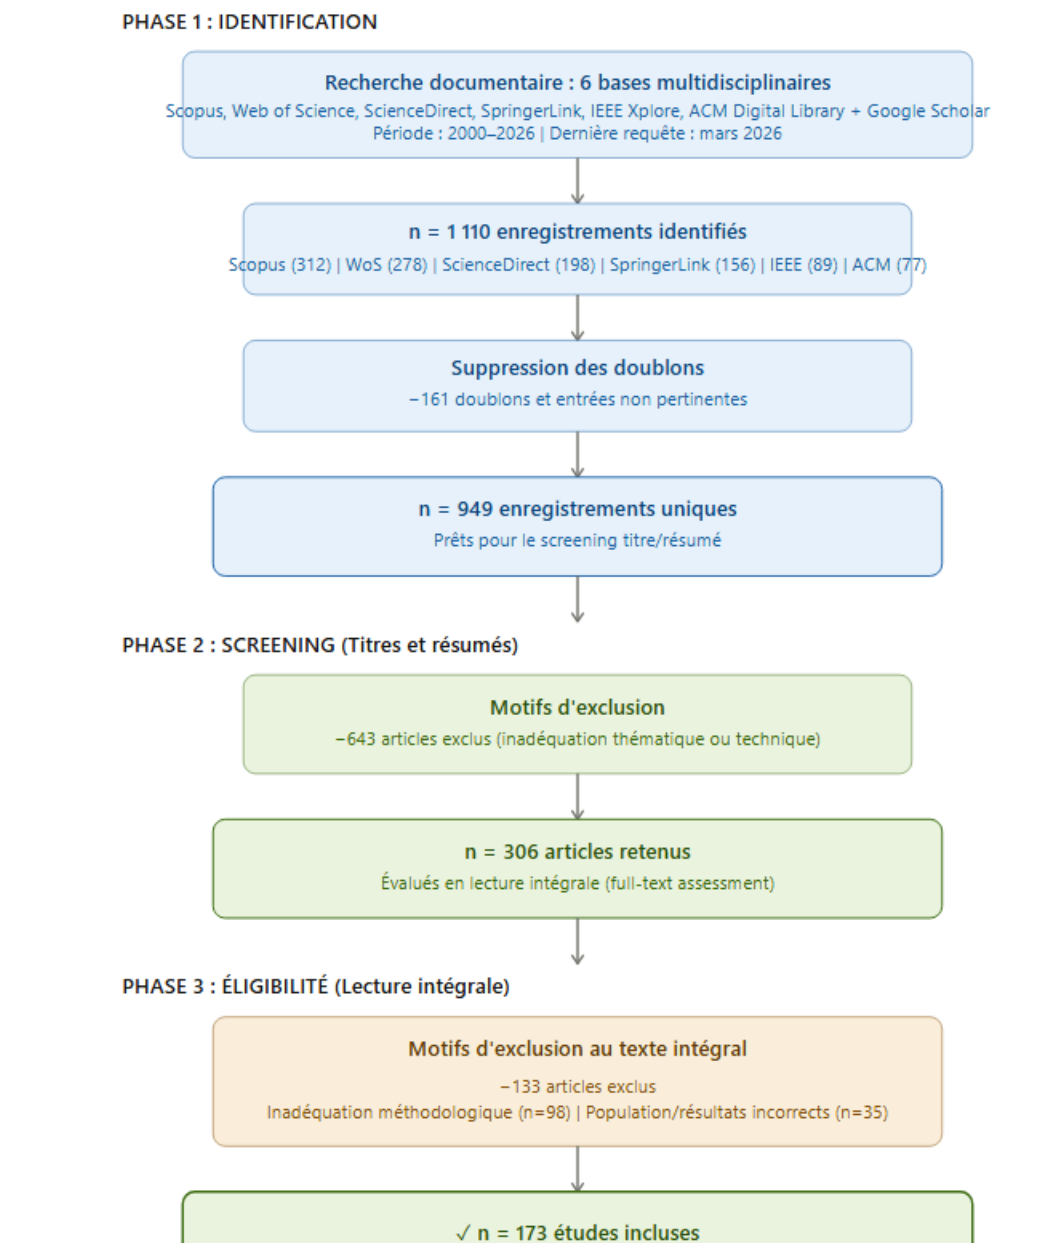 PHASE 1 : IDENTIFICATION
Recherche documentaire : 6 bases multidisciplinaires
Scopus, Web of Science, ScienceDirect, SpringerLink, IEEE Xplore, ACM Digital Library + Google Scholar
Période : 2000–2026 | Dernière requête : mars 2026
n = 1 110 enregistrements identifiés
Scopus (312) | WoS (278) | ScienceDirect (198) | SpringerLink (156) | IEEE (89) | ACM (77)
Suppression des doublons
−161 doublons et entrées non pertinentes
n = 949 enregistrements uniques
Prêts pour le screening titre/résumé
PHASE 2 : SCREENING (Titres et résumés)
Motifs d'exclusion
−643 articles exclus (inadéquation thématique ou technique)
n = 306 articles retenus
Évalués en lecture intégrale (full-text assessment)
PHASE 3 : ÉLIGIBILITÉ (Lecture intégrale)
Motifs d'exclusion au texte intégral
−133 articles exclus
Inadéquation méthodologique (n=98) | Population/résultats incorrects (n=35)
✓ n = 173 études incluses